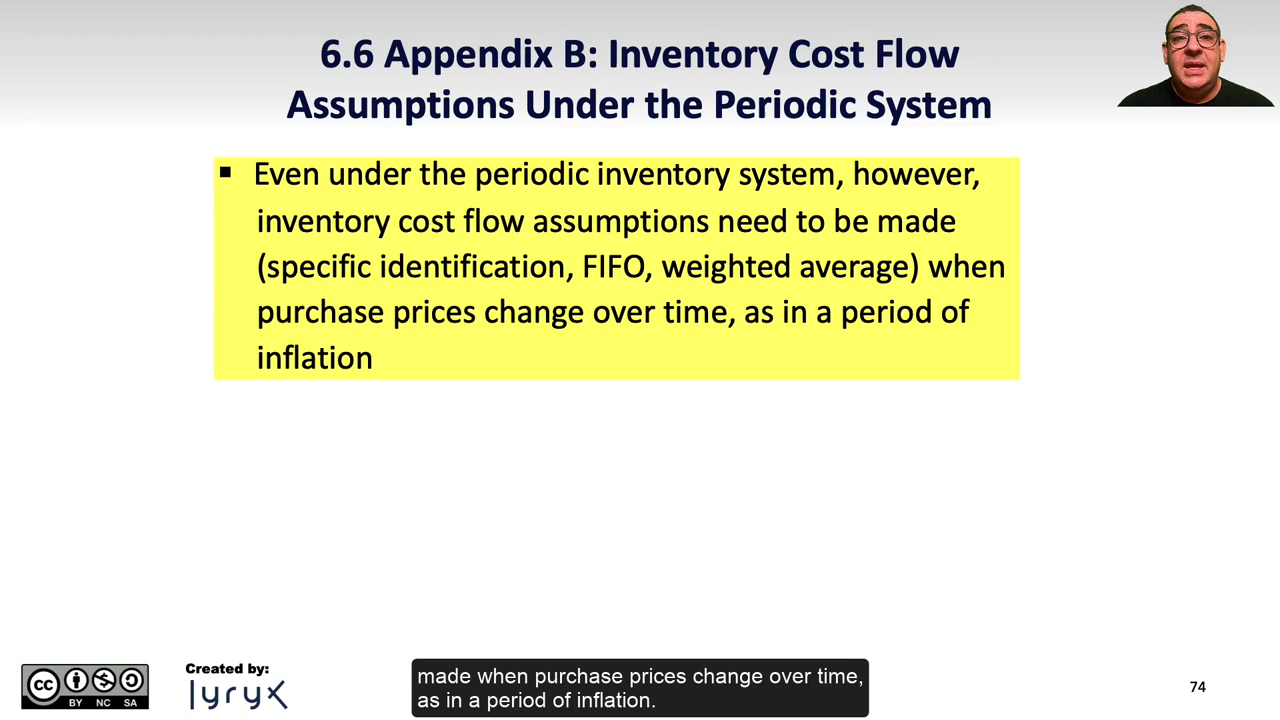 6.6 Appendix B: Inventory Cost Flow
Assumptions Under the Periodic System
▪ Even under the periodic inventory system, however,
inventory cost flow assumptions need to be made
(specific identification, FIFO, weighted average) when
purchase prices change over time, as in a period of
inflation
cc
BY NC SA
Created by:
lyryx
made when purchase prices change over time,
as in a period of inflation.
74